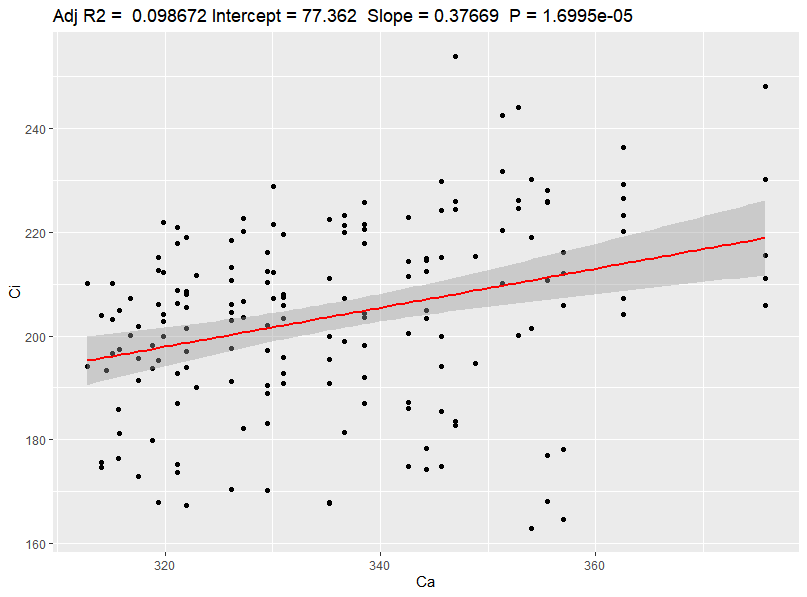 Adj R2 =  0.098672 Intercept = 77.362  Slope = 0.37669  P = 1.6995e-05
240
220
200
180
160
Ci
320 340 360
Ca